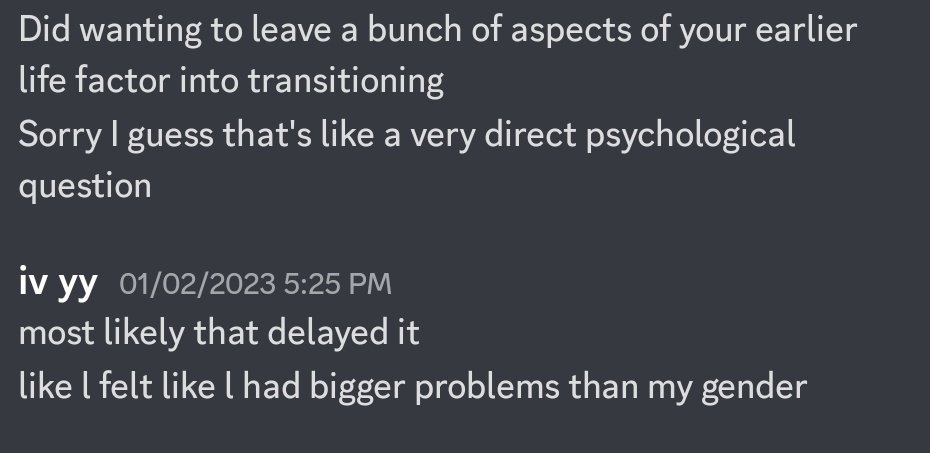 Did wanting to leave a bunch of aspects of your earlier
life factor into transitioning
Sorry I guess that's like a very direct psychological
question
iv yy 01/02/2023 5:25 PM
most likely that delayed it
like l felt like l had bigger problems than my gender